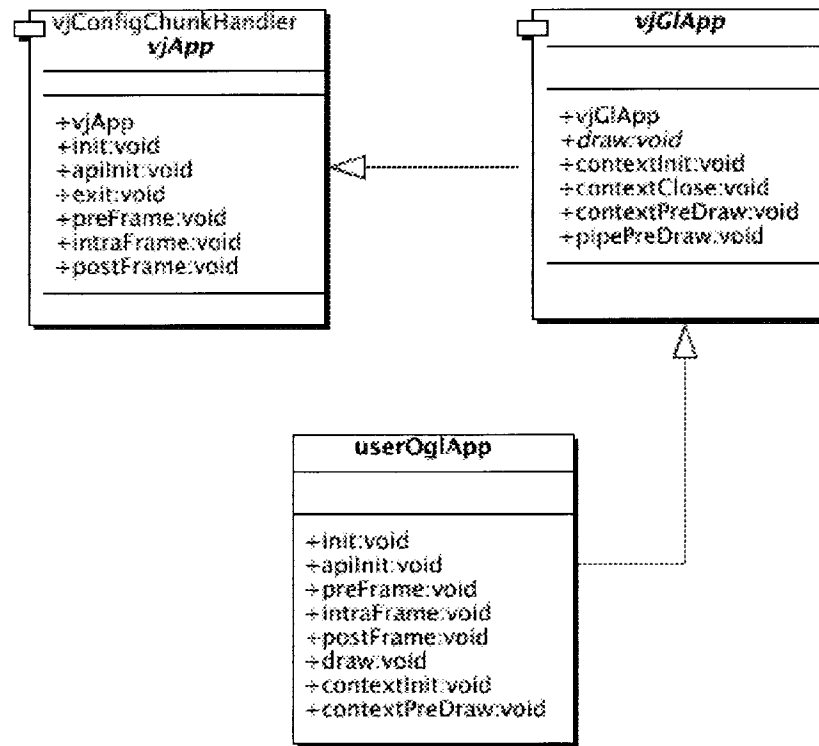 vjConfigChunkHandler
vjApp
+vjApp
+init:void
+apiInit:void
+exit:void
+preFrame:void
+intraFrame:void
+postFrame:void
vjGlApp
+vjGlApp
+draw:void
+contextInit:void
+contextClose:void
+contextPreDraw:void
+pipePreDraw:void
userOglApp
+init:void
+apiInit:void
+preFrame:void
+intraFrame:void
+postFrame:void
+draw:void
+contextInit:void
+contextPreDraw:void